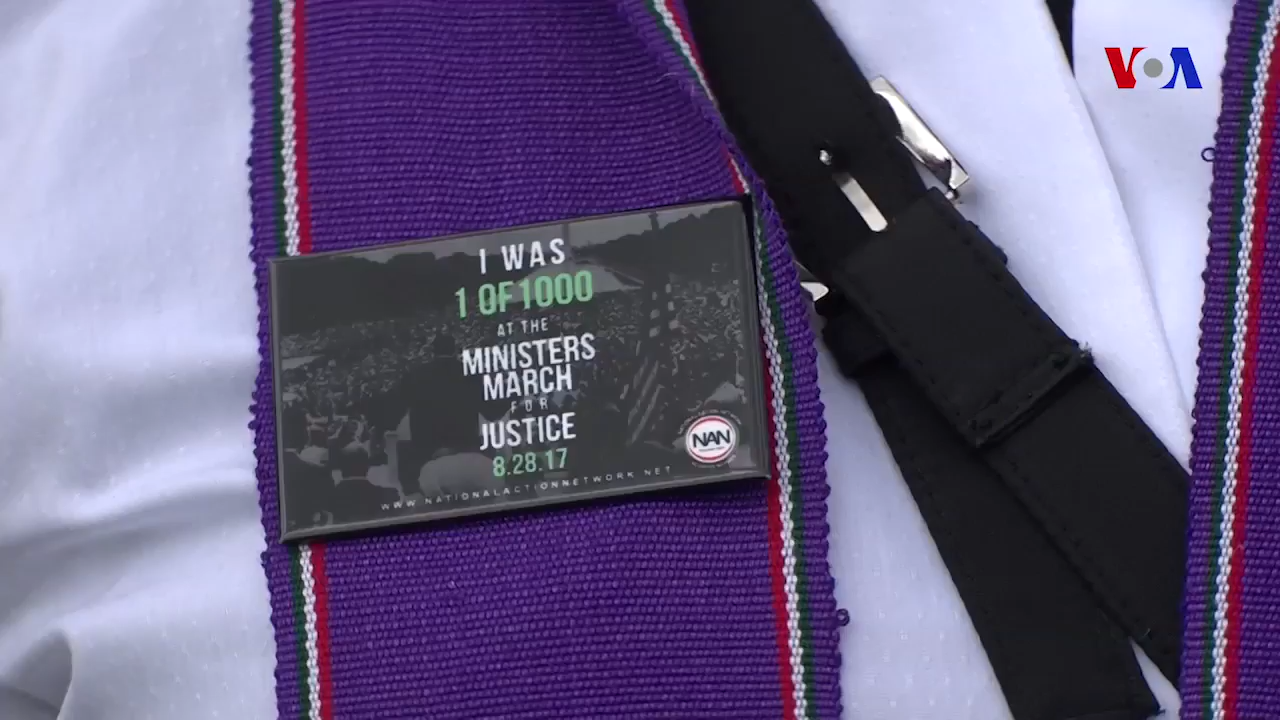 VOA
I WAS
1 OF 1000
AT THE
MINISTERS
MARCH
FOR
JUSTICE
8.28.17
NAN
WWW.NATIONALACTIONNETWORK.NET